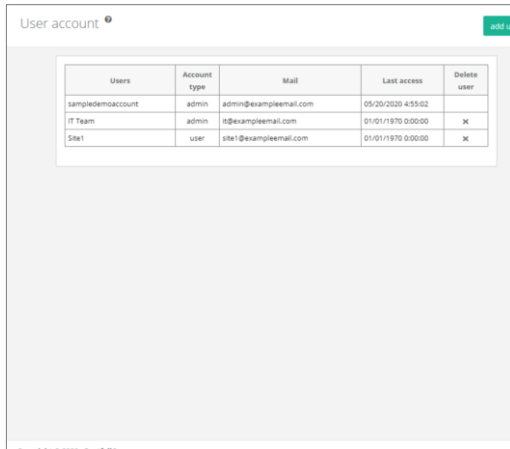 User account ?
add u
Users Account type Mail Last access Delete user
sampledemoaccount admin admin@exampleemail.com 05/20/2020 4:55:02
IT Team admin it@exampleemail.com 01/01/1970 0:00:00 ×
Site1 user site1@exampleemail.com 01/01/1970 0:00:00 ×